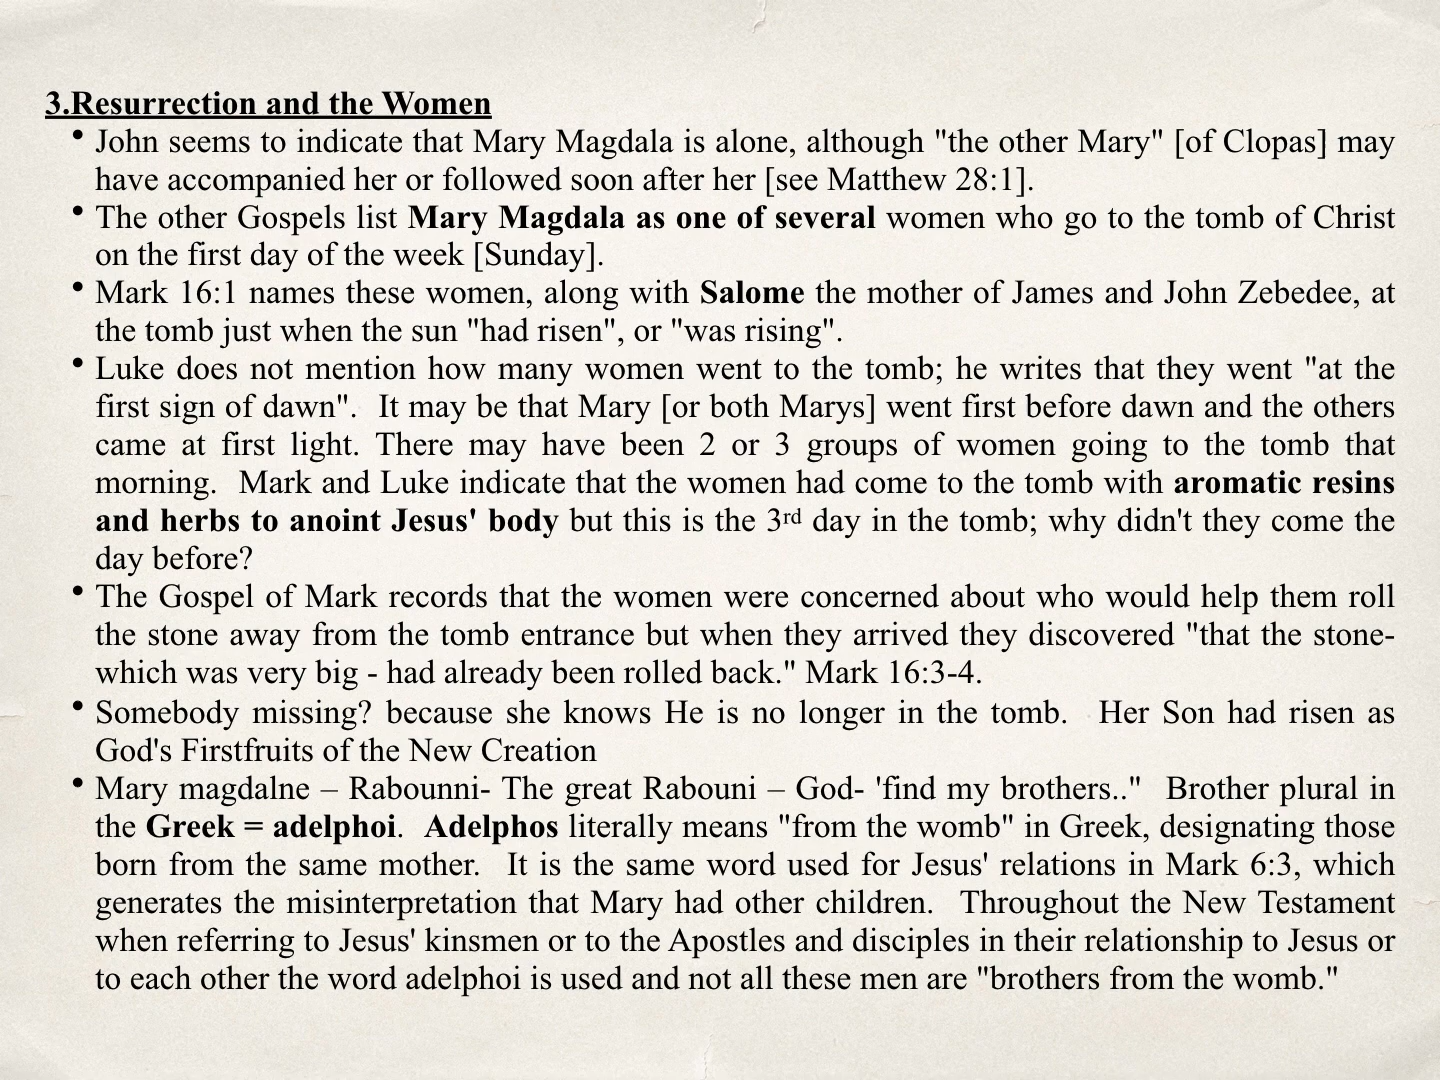 3.Resurrection and the Women
• John seems to indicate that Mary Magdala is alone, although "the other Mary" [of Clopas] may
have accompanied her or followed soon after her [see Matthew 28:1].
• The other Gospels list Mary Magdala as one of several women who go to the tomb of Christ
on the first day of the week [Sunday].
• Mark 16:1 names these women, along with Salome the mother of James and John Zebedee, at
the tomb just when the sun "had risen", or "was rising".
• Luke does not mention how many women went to the tomb; he writes that they went "at the
first sign of dawn".  It may be that Mary [or both Marys] went first before dawn and the others
came at first light. There may have been 2 or 3 groups of women going to the tomb that
morning.  Mark and Luke indicate that the women had come to the tomb with aromatic resins
and herbs to anoint Jesus' body but this is the 3rd day in the tomb; why didn't they come the
day before?
• The Gospel of Mark records that the women were concerned about who would help them roll
the stone away from the tomb entrance but when they arrived they discovered "that the stone-
which was very big - had already been rolled back." Mark 16:3-4.
• Somebody missing? because she knows He is no longer in the tomb.  Her Son had risen as
God's Firstfruits of the New Creation
• Mary magdalne – Rabounni- The great Rabouni – God- 'find my brothers.."  Brother plural in
the Greek = adelphoi.  Adelphos literally means "from the womb" in Greek, designating those
born from the same mother.  It is the same word used for Jesus' relations in Mark 6:3, which
generates the misinterpretation that Mary had other children.  Throughout the New Testament
when referring to Jesus' kinsmen or to the Apostles and disciples in their relationship to Jesus or
to each other the word adelphoi is used and not all these men are "brothers from the womb."